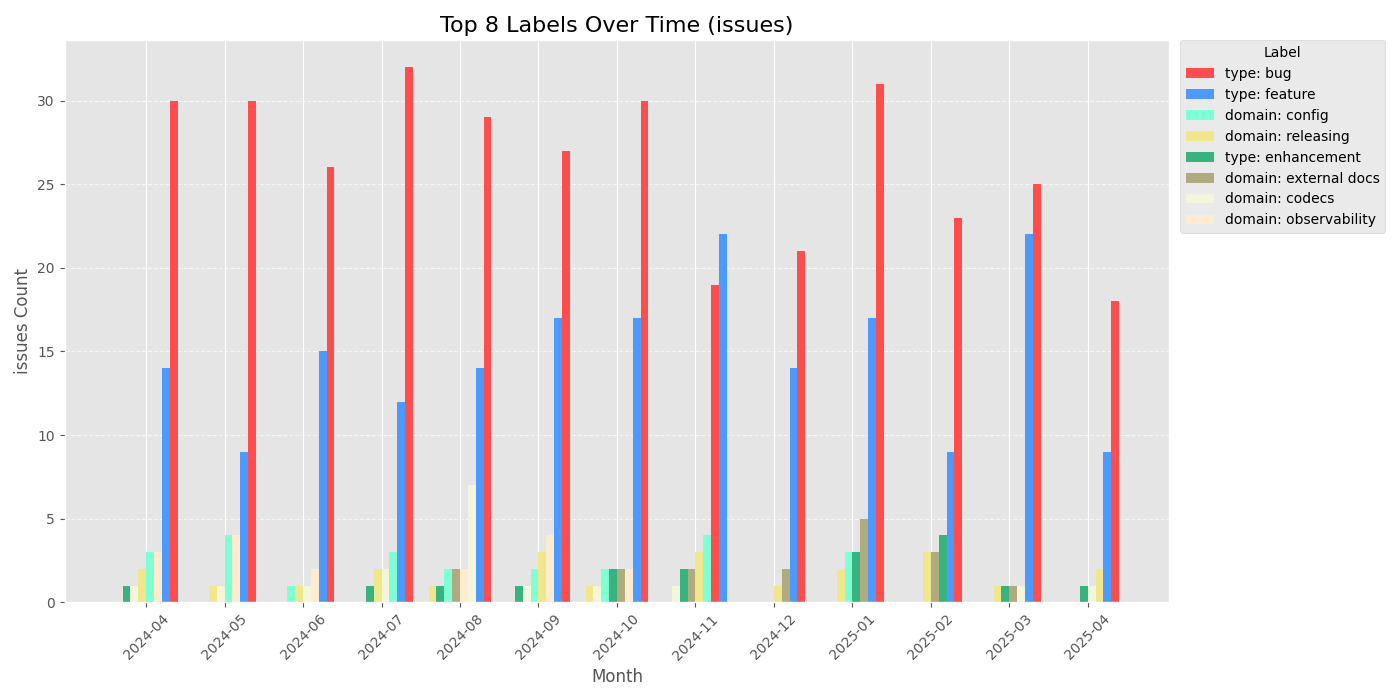 Top 8 Labels Over Time (issues)
Label
type: bug
type: feature
domain: config
domain: releasing
type: enhancement
domain: external docs
domain: codecs
domain: observability
issues Count
30
25
20
15
10
5
0
2024-04
2024-05
2024-06
2024-07
2024-08
2024-09
2024-10
2024-11
2024-12
2025-01
2025-02
2025-03
2025-04
Month